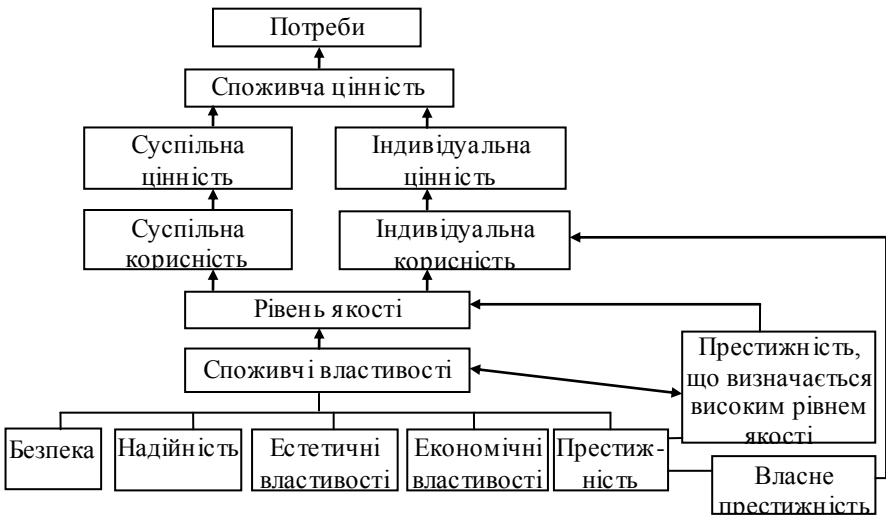 Потреби
Споживча цінність
Суспільна
цінність
Індивідуальна
цінність
Суспільна
корисність
Індивідуальна
корисність
Рівень якості
Споживчі властивості
Престижність,
що визначається
високим рівнем
якості
Безпека
Надійність
Естетичні
властивості
Економічні
властивості
Престиж-
ність
Власне
престижність